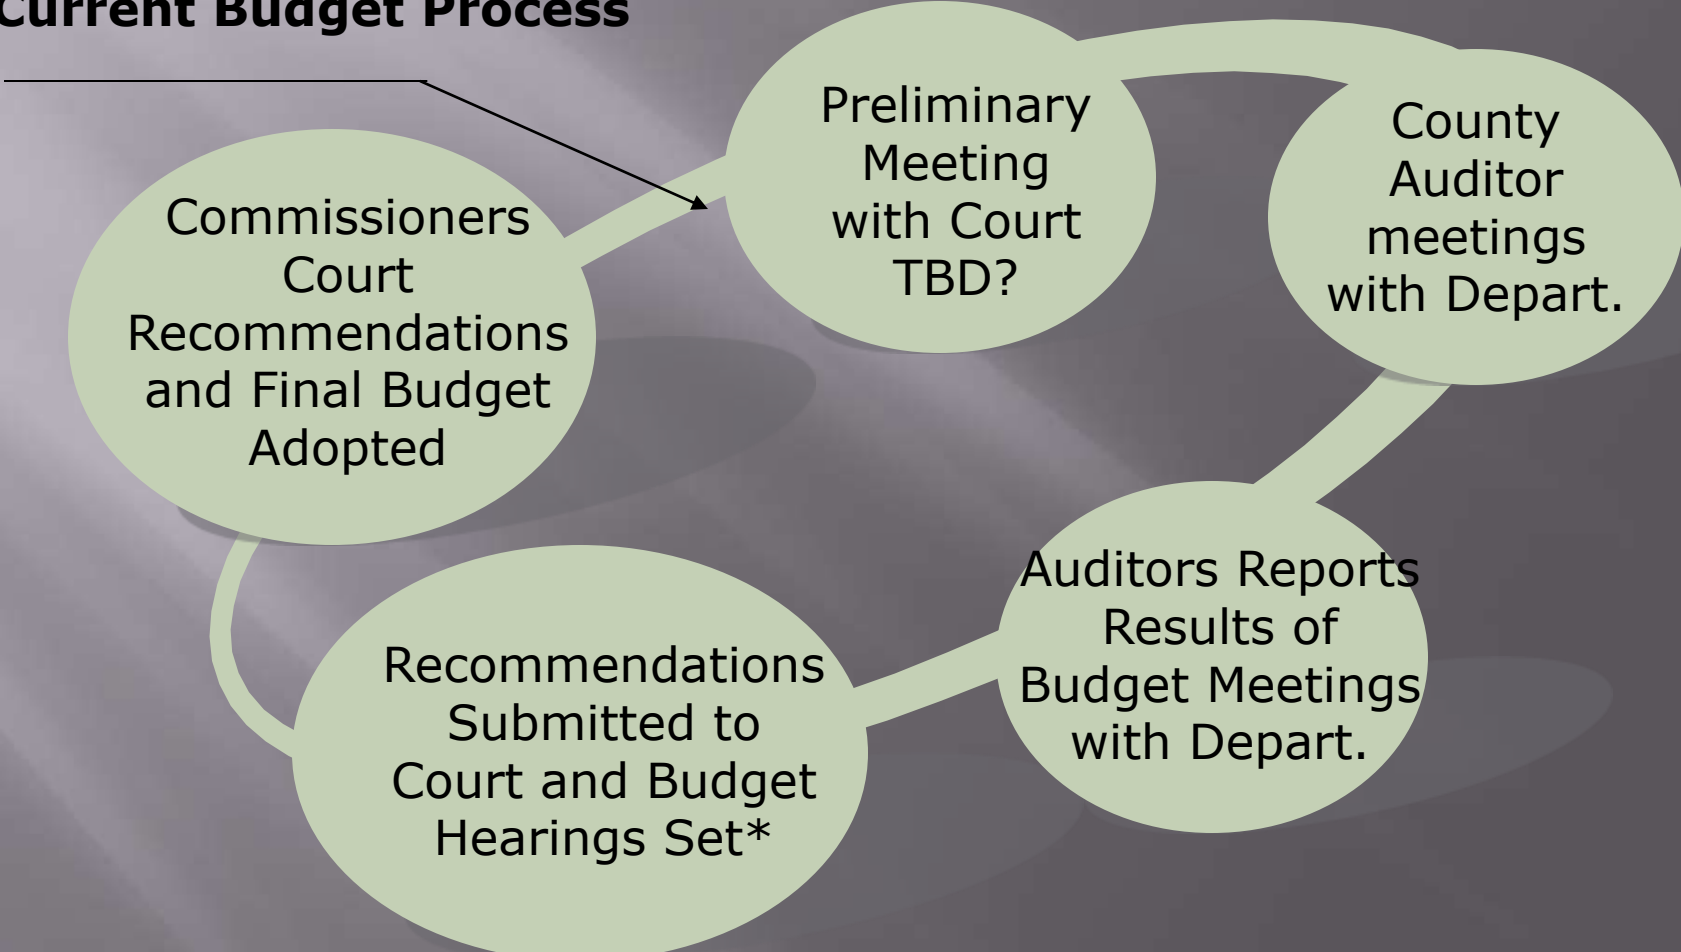 Current Budget Process
Preliminary
Meeting
with Court
TBD?
County
Auditor
meetings
with Depart.
Commissioners
Court
Recommendations
and Final Budget
Adopted
Auditors Reports
Results of
Budget Meetings
with Depart.
Recommendations
Submitted to
Court and Budget
Hearings Set*